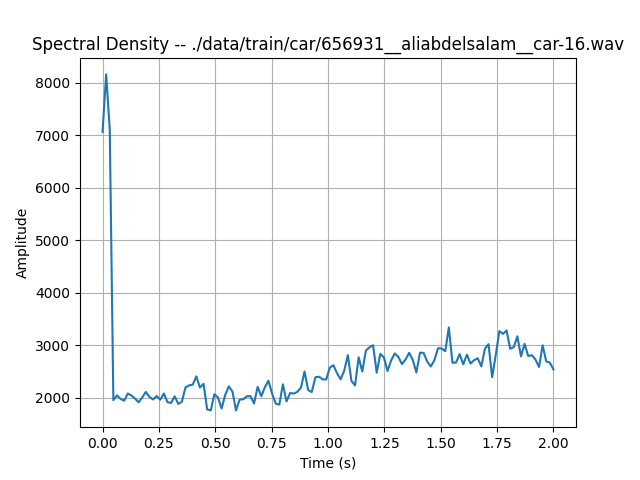 Spectral Density -- ./data/train/car/656931__aliabdelsalam__car-16.wav
8000
7000
6000
5000
4000
3000
2000
Amplitude
0.00 0.25 0.50 0.75 1.00 1.25 1.50 1.75 2.00
Time (s)